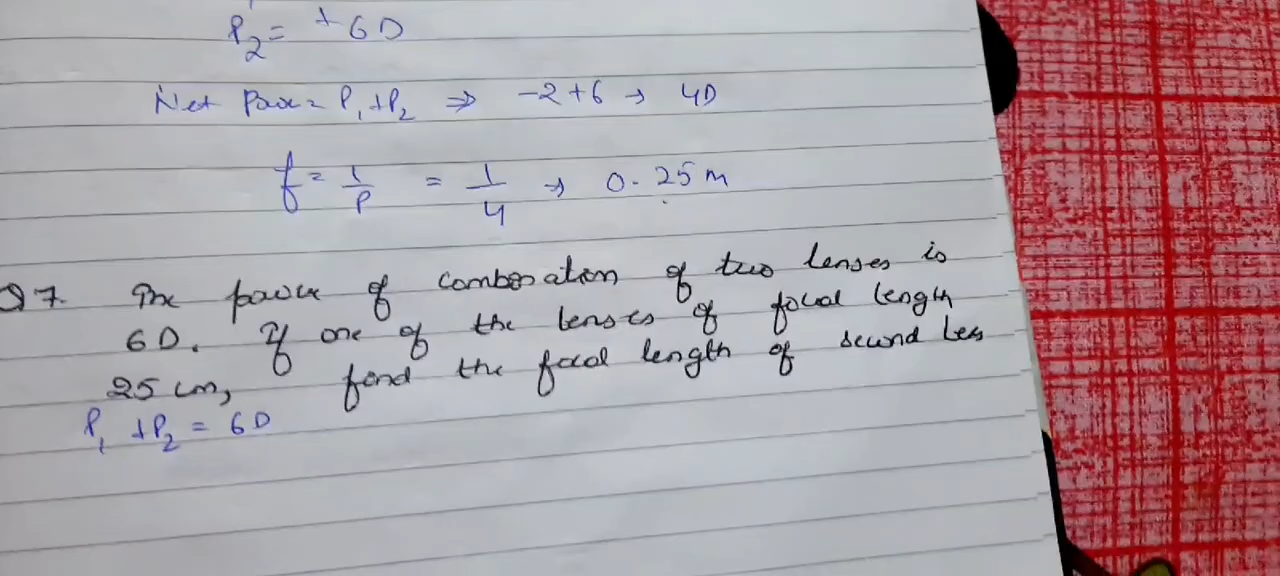 P₂ = +6D
Net Power = P₁+P₂ ⇒ -2+6 → 4D
f = 1/P = 1/4 → 0.25m
Q7. The power of combination of two lenses is
6D. If one of the lenses of focal length
25 cm, find the focal length of second Lens
P₁ + P₂ = 6D